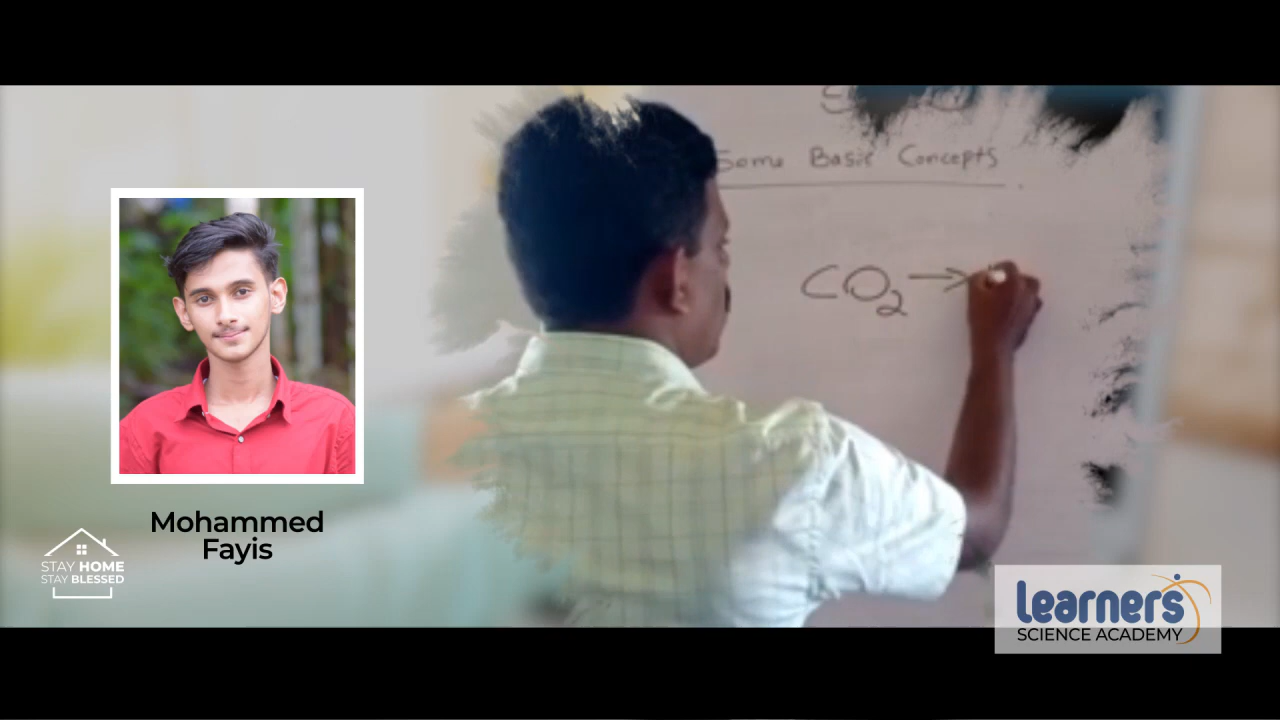 Some Basic Concepts
CO₂ →
Mohammed
Fayis
STAY HOME
STAY BLESSED
Learners
SCIENCE ACADEMY